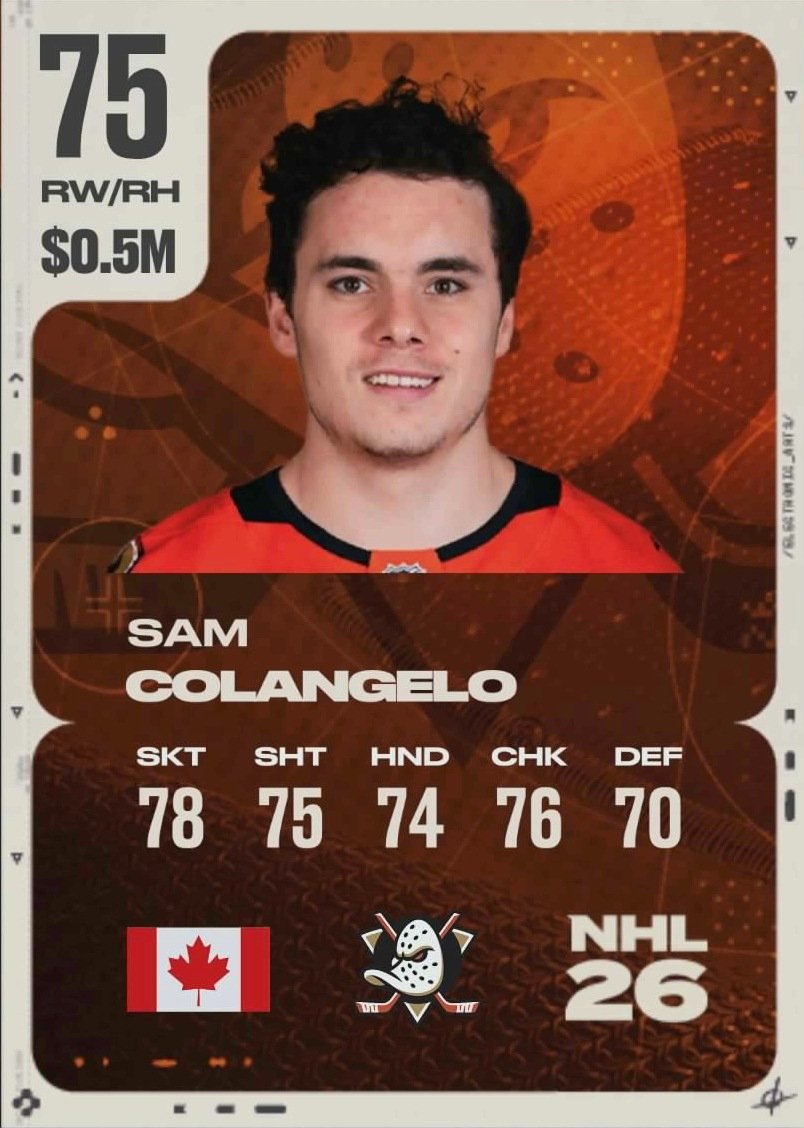 75
RW/RH
$0.5M
SAM
COLANGELO
SKT SHT HND CHK DEF
78 75 74 76 70
NHL
26